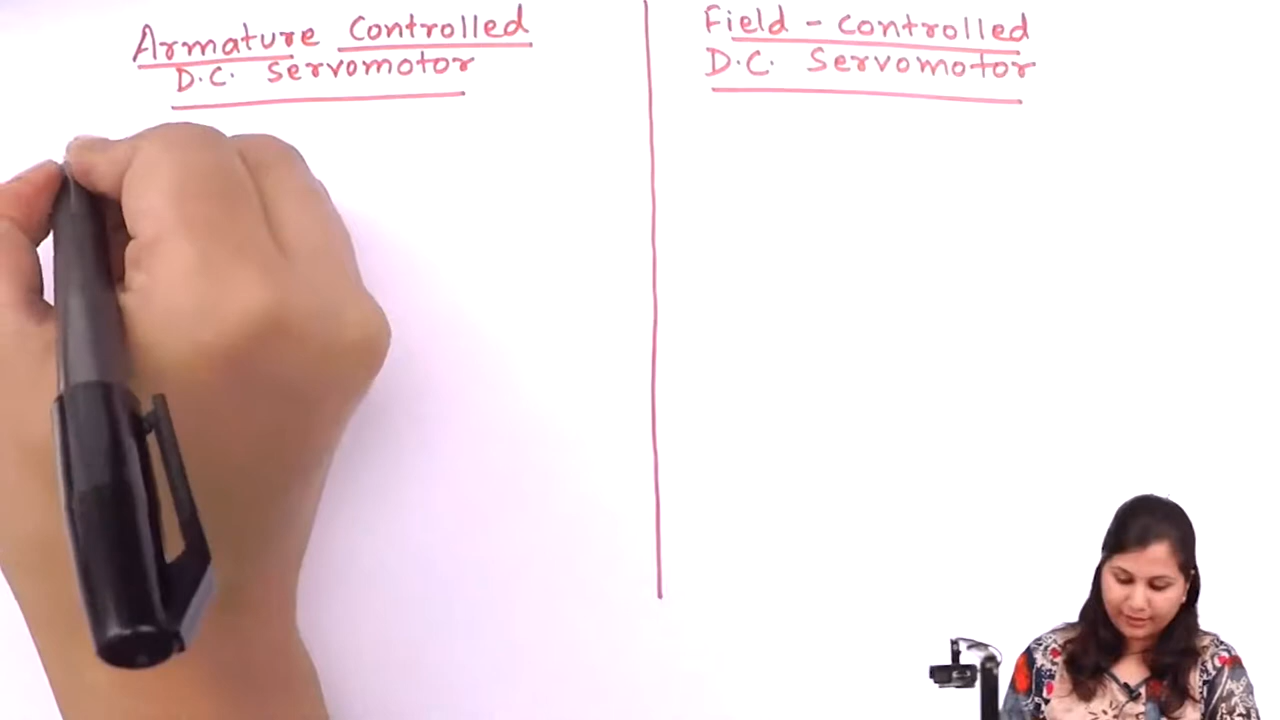 Armature Controlled
D.C. Servomotor
Field - controlled
D.C. Servomotor